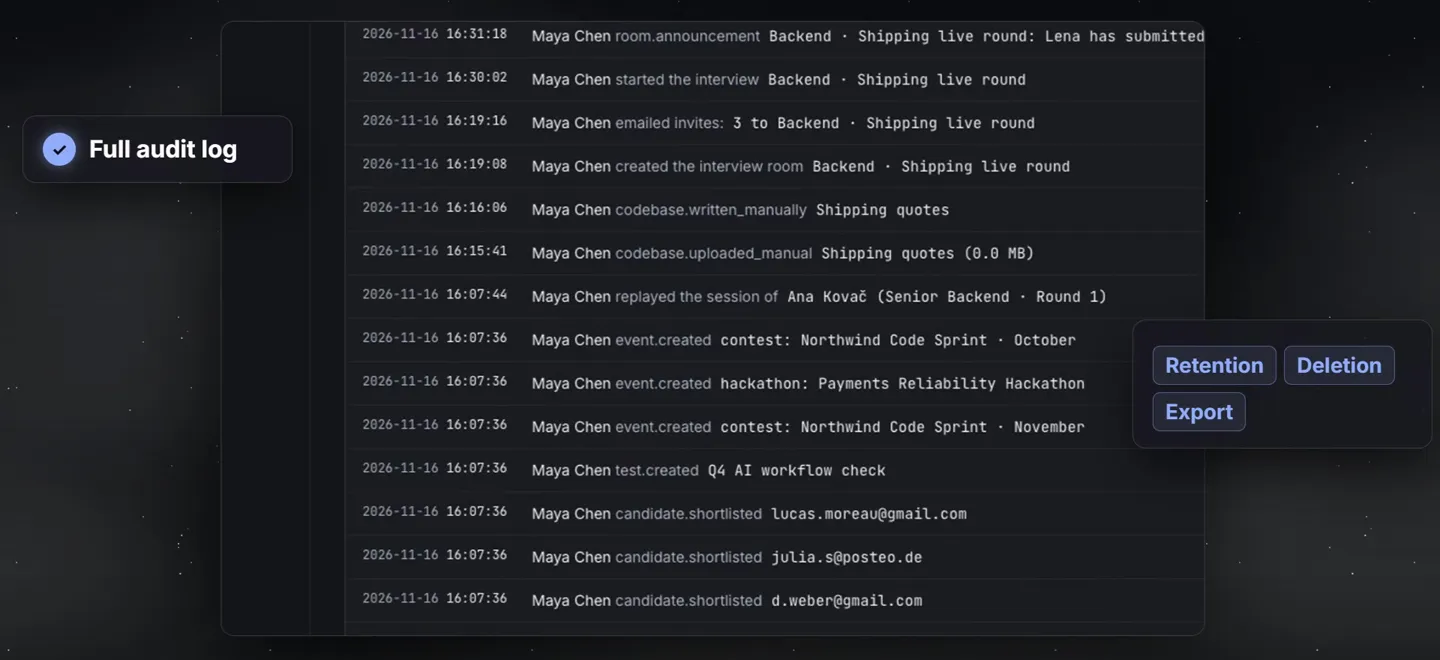 2026-11-16 16:31:18 Maya Chen room.announcement Backend · Shipping live round: Lena has submitted
2026-11-16 16:30:02 Maya Chen started the interview Backend · Shipping live round
2026-11-16 16:19:16 Maya Chen emailed invites: 3 to Backend · Shipping live round
Full audit log
2026-11-16 16:19:08 Maya Chen created the interview room Backend · Shipping live round
2026-11-16 16:16:06 Maya Chen codebase.written_manually Shipping quotes
2026-11-16 16:15:41 Maya Chen codebase.uploaded_manual Shipping quotes (0.0 MB)
2026-11-16 16:07:44 Maya Chen replayed the session of Ana Kovač (Senior Backend · Round 1)
2026-11-16 16:07:36 Maya Chen event.created contest: Northwind Code Sprint · October
2026-11-16 16:07:36 Maya Chen event.created hackathon: Payments Reliability Hackathon
2026-11-16 16:07:36 Maya Chen event.created contest: Northwind Code Sprint · November
2026-11-16 16:07:36 Maya Chen test.created Q4 AI workflow check
2026-11-16 16:07:36 Maya Chen candidate.shortlisted lucas.moreau@gmail.com
2026-11-16 16:07:36 Maya Chen candidate.shortlisted julia.s@posteo.de
2026-11-16 16:07:36 Maya Chen candidate.shortlisted d.weber@gmail.com
Retention Deletion
Export